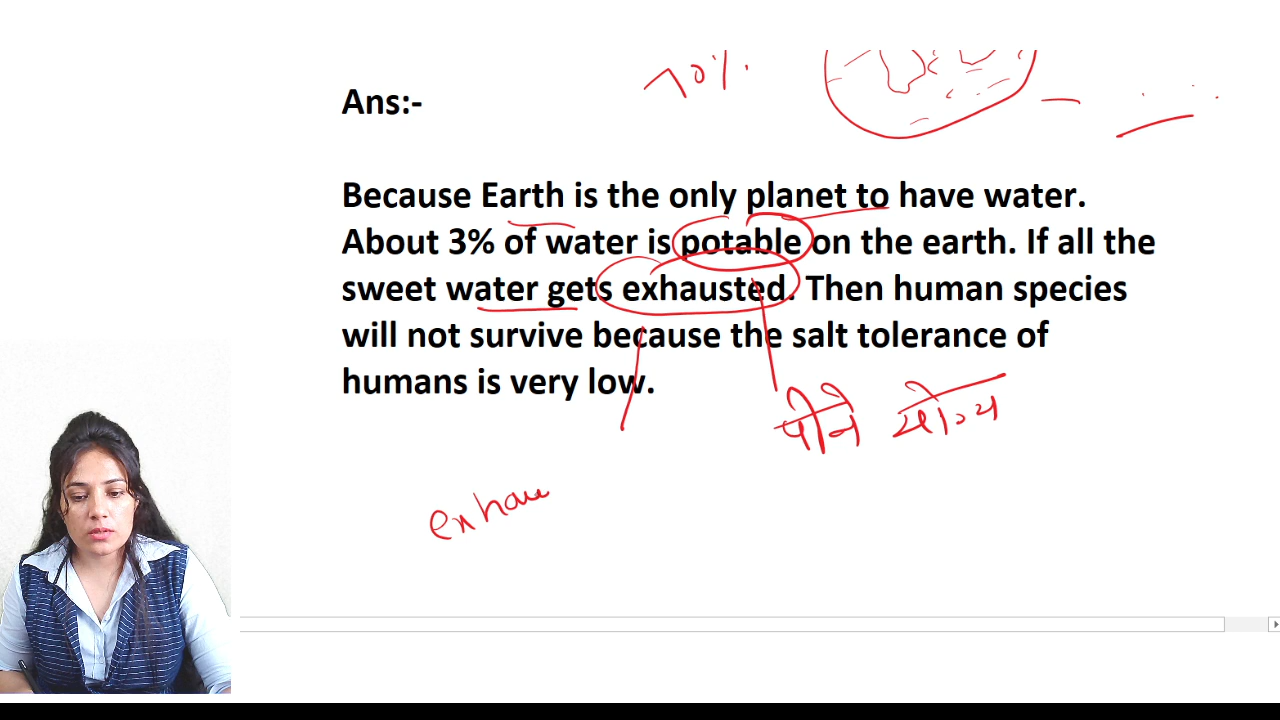 70%
Ans:-
Because Earth is the only planet to have water.
About 3% of water is potable on the earth. If all the
sweet water gets exhausted. Then human species
will not survive because the salt tolerance of
humans is very low.
पीने योग्य
exhau